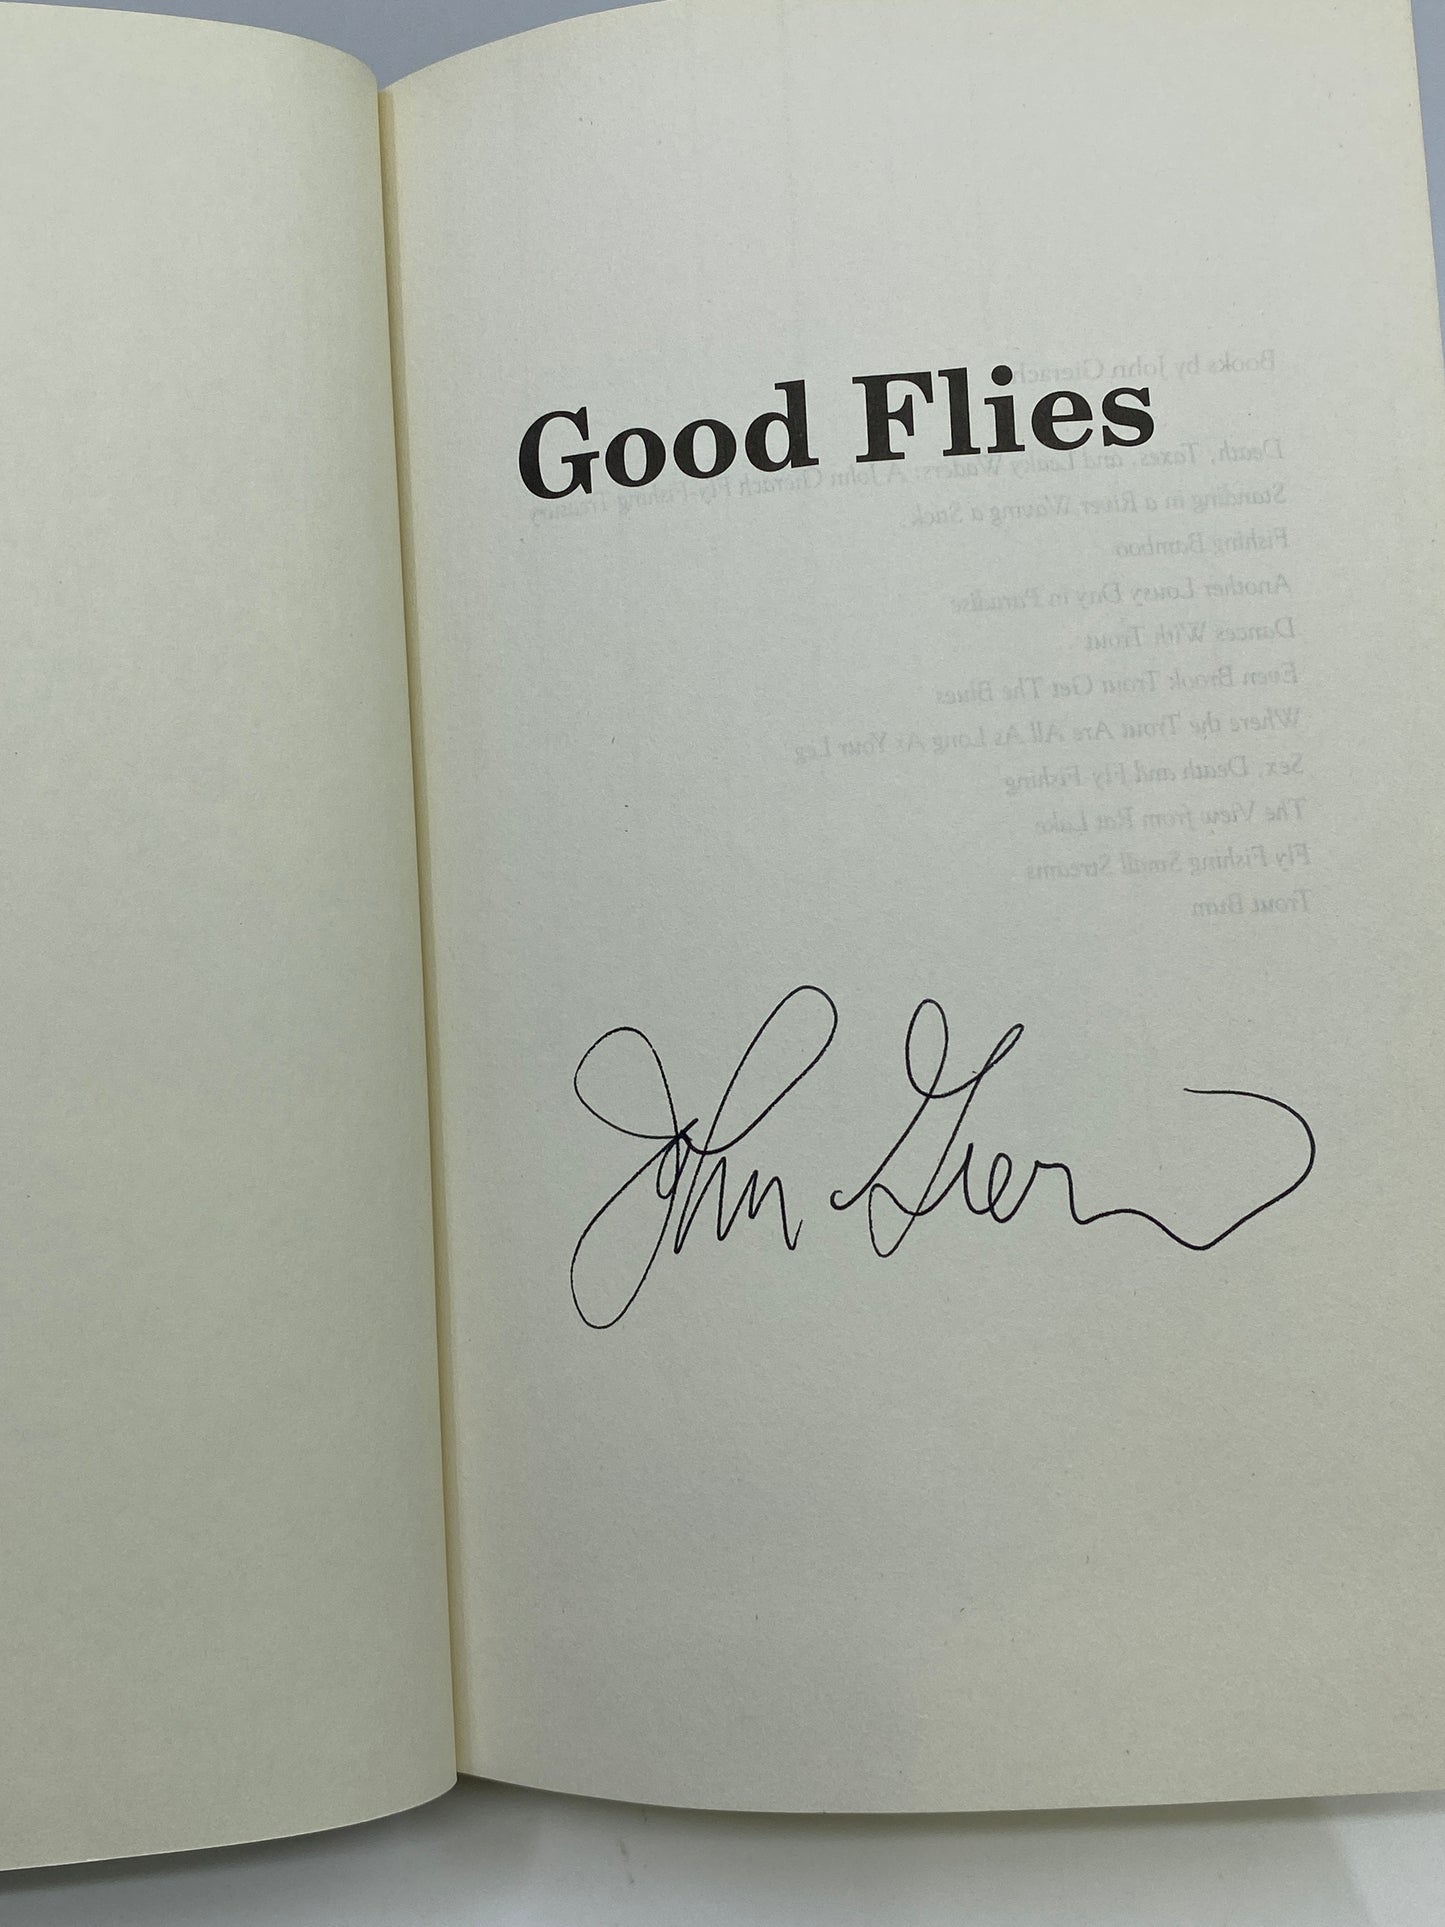 Good Flies
Books by John Gierach
Death, Taxes, and Leaky Waders: A John Gierach Fly-Fishing Treasury
Standing in a River Waving a Stick
Fishing Bamboo
Another Lousy Day in Paradise
Dances With Trout
Even Brook Trout Get The Blues
Where the Trout Are All As Long As Your Leg
Sex, Death and Fly-Fishing
The View from Rat Lake
Fly Fishing Small Streams
Trout Bum
John Gierach